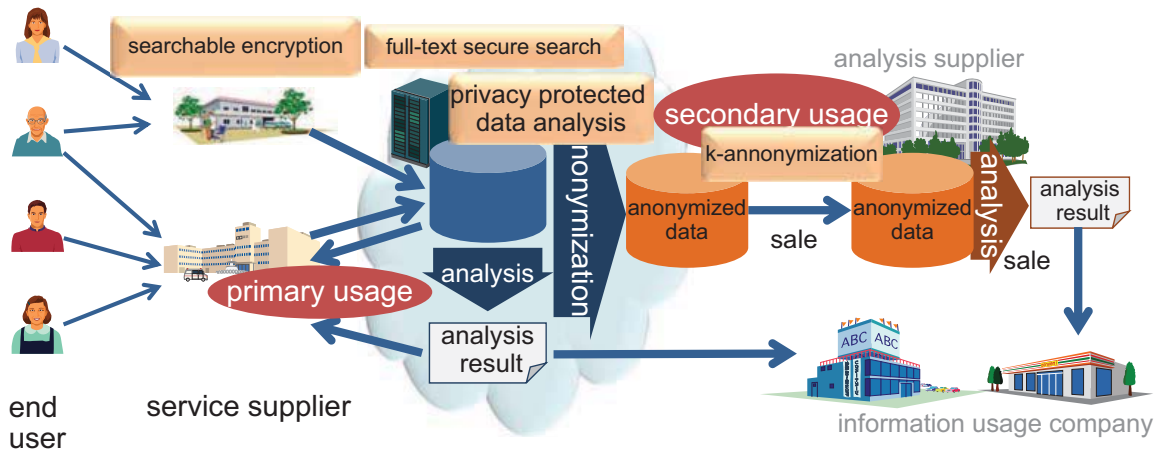 searchable encryption
full-text secure search
analysis supplier
privacy protected
data analysis
secondary usage
k-annonymization
anonymization
anonymized
data
sale
anonymized
data
analysis
analysis
result
sale
analysis
primary usage
analysis
result
ABC
ABC
end
user
service supplier
information usage company